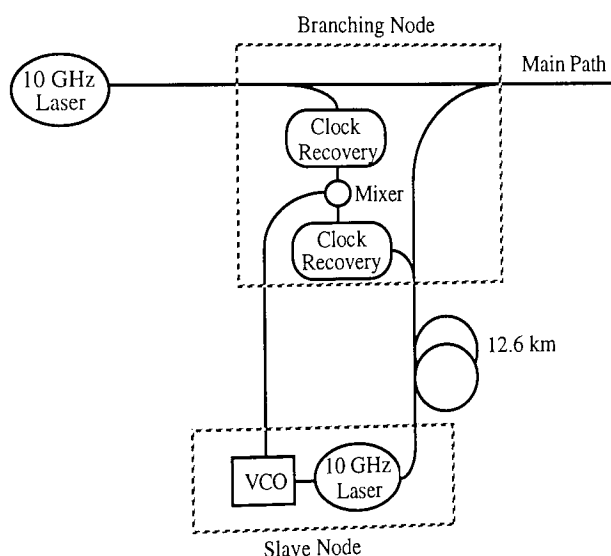 Branching Node
Main Path
10 GHz
Laser
Clock
Recovery
Mixer
Clock
Recovery
12.6 km
VCO
10 GHz
Laser
Slave Node